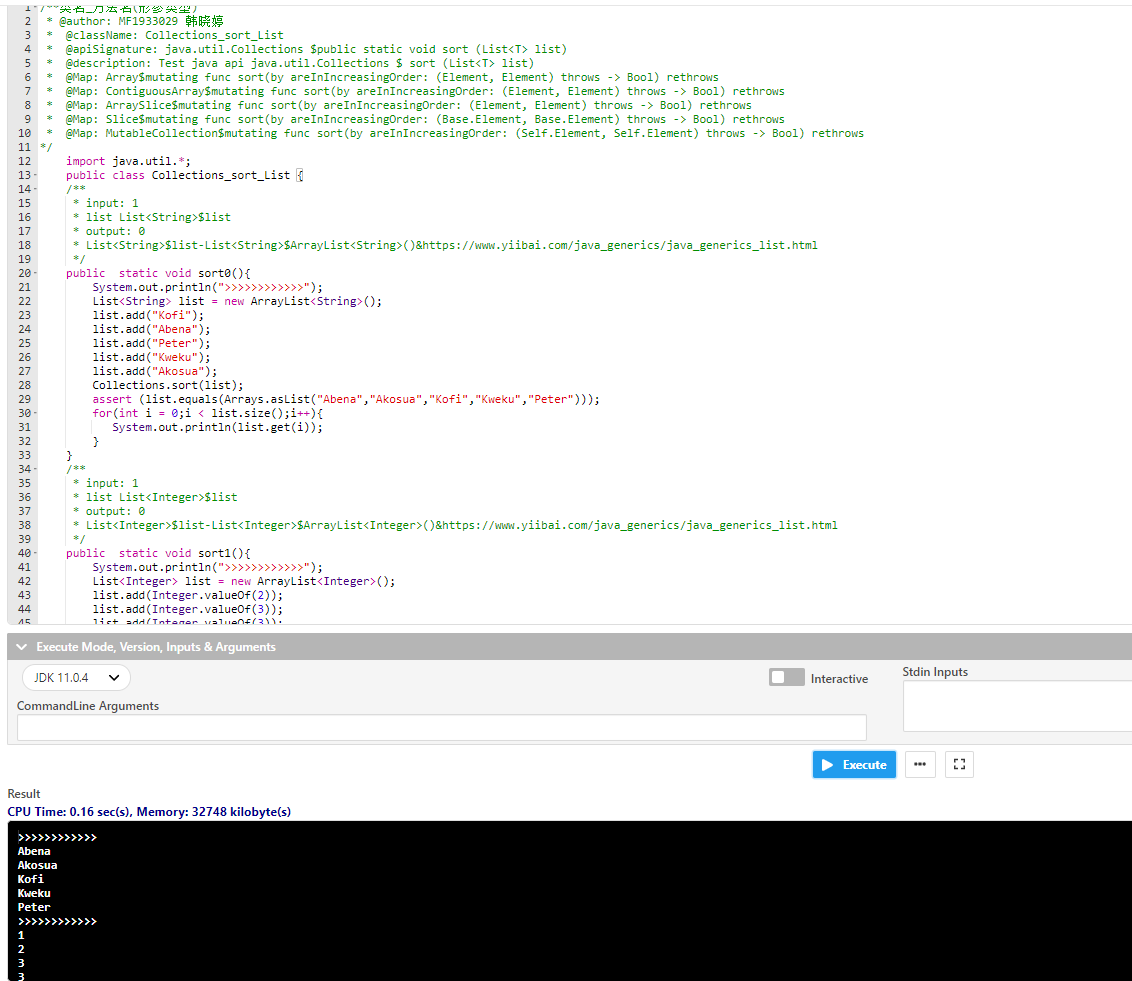 1 /**类名_方法名(形参类型)
2 * @author: MF1933029 韩晓婷
3 * @className: Collections_sort_List
4 * @apiSignature: java.util.Collections $public static void sort (List<T> list)
5 * @description: Test java api java.util.Collections $ sort (List<T> list)
6 * @Map: Array$mutating func sort(by areInIncreasingOrder: (Element, Element) throws -> Bool) rethrows
7 * @Map: ContiguousArray$mutating func sort(by areInIncreasingOrder: (Element, Element) throws -> Bool) rethrows
8 * @Map: ArraySlice$mutating func sort(by areInIncreasingOrder: (Element, Element) throws -> Bool) rethrows
9 * @Map: Slice$mutating func sort(by areInIncreasingOrder: (Base.Element, Base.Element) throws -> Bool) rethrows
10 * @Map: MutableCollection$mutating func sort(by areInIncreasingOrder: (Self.Element, Self.Element) throws -> Bool) rethrows
11 */
12 import java.util.*;
13 public class Collections_sort_List {
14 /**
15 * input: 1
16 * list List<String>$list
17 * output: 0
18 * List<String>$list-List<String>$ArrayList<String>()&https://www.yiibai.com/java_generics/java_generics_list.html
19 */
20 public  static void sort0(){
21 System.out.println(">>>>>>>>>>>>");
22 List<String> list = new ArrayList<String>();
23 list.add("Kofi");
24 list.add("Abena");
25 list.add("Peter");
26 list.add("Kweku");
27 list.add("Akosua");
28 Collections.sort(list);
29 assert (list.equals(Arrays.asList("Abena","Akosua","Kofi","Kweku","Peter")));
30 for(int i = 0;i < list.size();i++){
31 System.out.println(list.get(i));
32 }
33 }
34 /**
35 * input: 1
36 * list List<Integer>$list
37 * output: 0
38 * List<Integer>$list-List<Integer>$ArrayList<Integer>()&https://www.yiibai.com/java_generics/java_generics_list.html
39 */
40 public  static void sort1(){
41 System.out.println(">>>>>>>>>>>>");
42 List<Integer> list = new ArrayList<Integer>();
43 list.add(Integer.valueOf(2));
44 list.add(Integer.valueOf(3));
45 list.add(Integer.valueOf(3));
Execute Mode, Version, Inputs & Arguments
JDK 11.0.4
Interactive
Stdin Inputs
CommandLine Arguments
Execute
Result
CPU Time: 0.16 sec(s), Memory: 32748 kilobyte(s)
>>>>>>>>>>>>
Abena
Akosua
Kofi
Kweku
Peter
>>>>>>>>>>>>
1
2
3
3